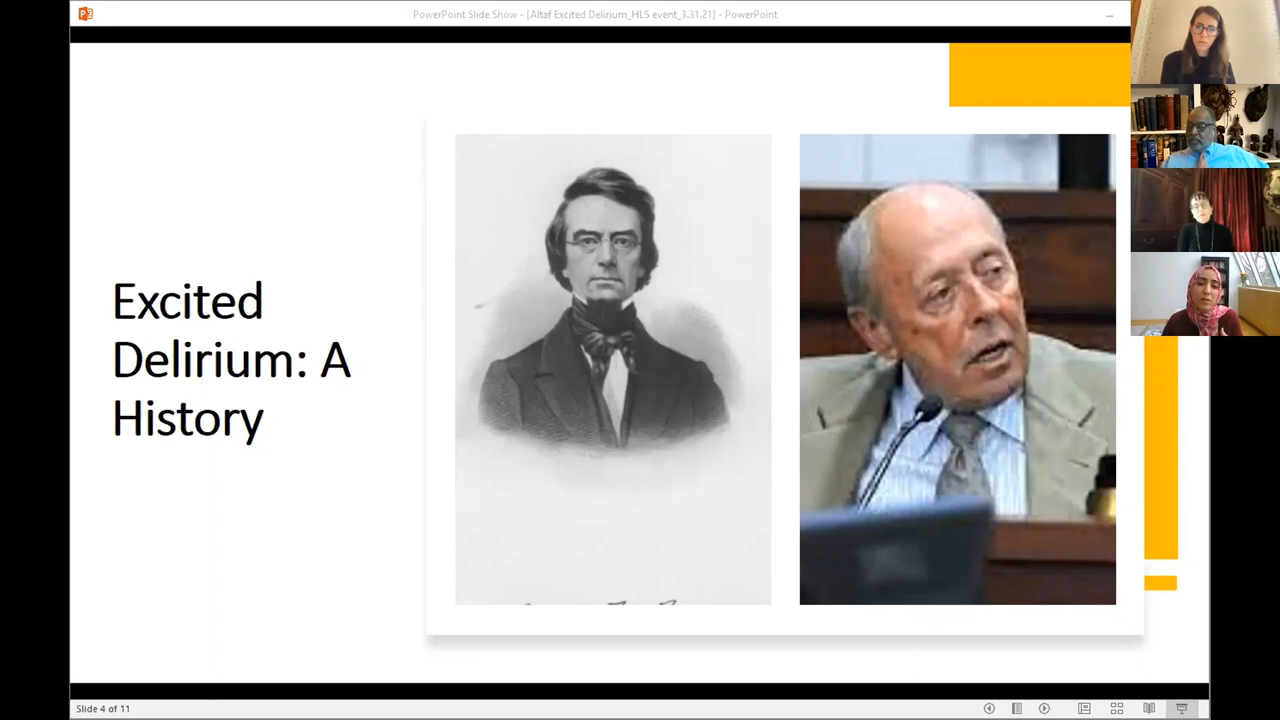 PowerPoint Slide Show - [Altaf Excited Delirium_HLS event_3.31.21] - PowerPoint
Excited
Delirium: A
History
Slide 4 of 11